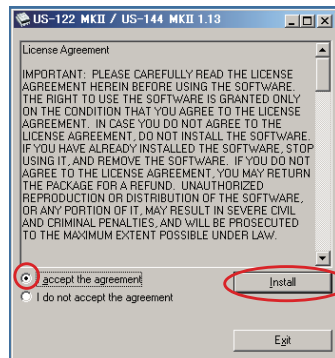 US-122 MKII / US-144 MKII 1.13
License Agreement
IMPORTANT: PLEASE CAREFULLY READ THE LICENSE
AGREEMENT HEREIN BEFORE USING THE SOFTWARE.
THE RIGHT TO USE THE SOFTWARE IS GRANTED ONLY
ON THE CONDITION THAT YOU AGREE TO THE LICENSE
AGREEMENT. IN CASE YOU DO NOT AGREE TO THE
LICENSE AGREEMENT, DO NOT INSTALL THE SOFTWARE.
IF YOU HAVE ALREADY INSTALLED THE SOFTWARE, STOP
USING IT, AND REMOVE THE SOFTWARE. IF YOU DO NOT
AGREE TO THE LICENSE AGREEMENT, YOU MAY RETURN
THE PACKAGE FOR A REFUND. UNAUTHORIZED
REPRODUCTION OR DISTRIBUTION OF THE SOFTWARE,
OR ANY PORTION OF IT, MAY RESULT IN SEVERE CIVIL
AND CRIMINAL PENALTIES, AND WILL BE PROSECUTED
TO THE MAXIMUM EXTENT POSSIBLE UNDER LAW.
I accept the agreement
Install
I do not accept the agreement
Exit